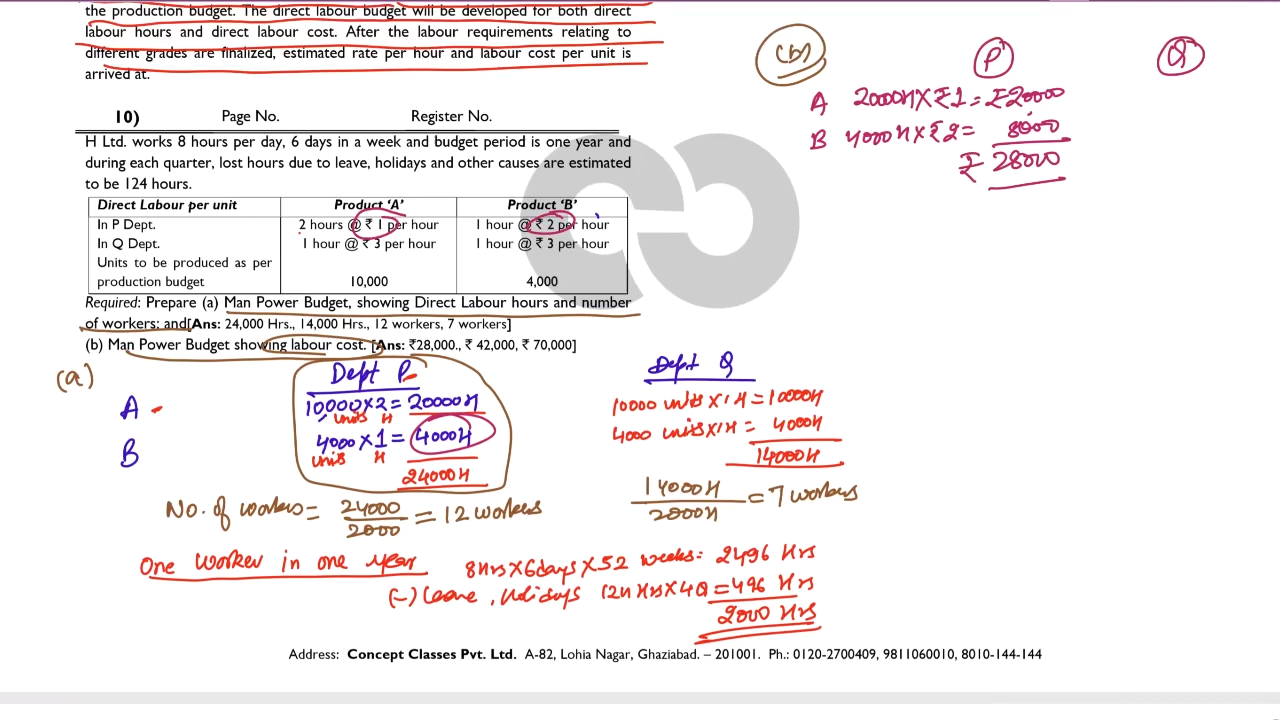 the production budget. The direct labour budget will be developed for both direct
labour hours and direct labour cost. After the labour requirements relating to
different grades are finalized, estimated rate per hour and labour cost per unit is
arrived at.
10) Page No. Register No.
H Ltd. works 8 hours per day, 6 days in a week and budget period is one year and
during each quarter, lost hours due to leave, holidays and other causes are estimated
to be 124 hours.
Direct Labour per unit Product 'A' Product 'B'
In P Dept. 2 hours @ ₹ 1 per hour 1 hour @ ₹ 2 per hour
In Q Dept. 1 hour @ ₹ 3 per hour 1 hour @ ₹ 3 per hour
Units to be produced as per
production budget 10,000 4,000
Required: Prepare (a) Man Power Budget, showing Direct Labour hours and number
of workers: and[Ans: 24,000 Hrs., 14,000 Hrs., 12 workers, 7 workers]
(b) Man Power Budget showing labour cost. [Ans: ₹28,000., ₹ 42,000, ₹ 70,000]
(b) P Q
A 20000H X ₹1 = ₹20000
B 4000H X ₹2 = 8000
₹ 28000
(a) Dept P Dept Q
A 10000 X 2 = 20000H 10000 units X 1H = 10000H
units H
B 4000 X 1 = 4000H 4000 units X 1H = 4000H
units H
24000H 14000H
No. of workers = 24000 / 2000 = 12 workers 14000H / 2000H = 7 workers
One worker in one year 8Hrs X 6days X 52 weeks = 2496 Hrs
(-) leave, holidays 124 Hrs X 4Q = 496 Hrs
2000 Hrs
Address: Concept Classes Pvt. Ltd. A-82, Lohia Nagar, Ghaziabad. – 201001. Ph.: 0120-2700409, 9811060010, 8010-144-144